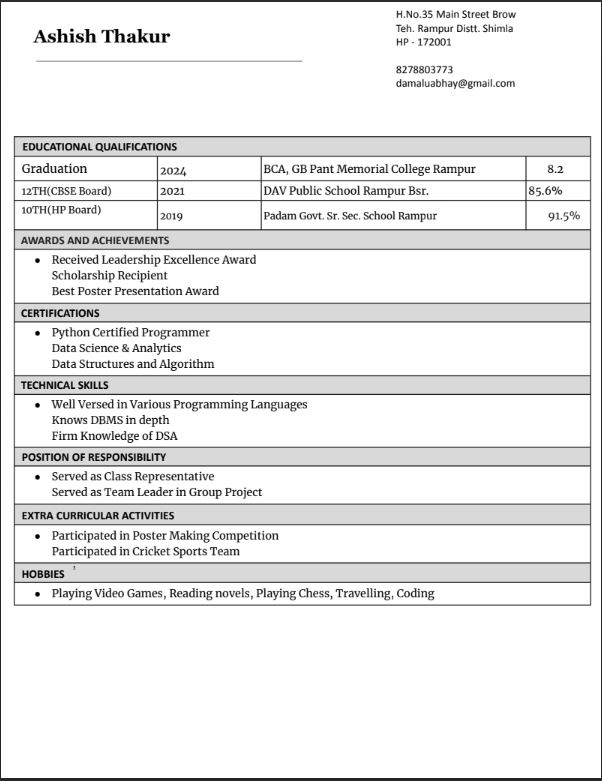 Ashish Thakur
H.No.35 Main Street Brow
Teh. Rampur Distt. Shimla
HP - 172001
8278803773
damaluabhay@gmail.com
EDUCATIONAL QUALIFICATIONS
Graduation 2024 BCA, GB Pant Memorial College Rampur 8.2
12TH(CBSE Board) 2021 DAV Public School Rampur Bsr. 85.6%
10TH(HP Board) 2019 Padam Govt. Sr. Sec. School Rampur 91.5%
AWARDS AND ACHIEVEMENTS
● Received Leadership Excellence Award
Scholarship Recipient
Best Poster Presentation Award
CERTIFICATIONS
● Python Certified Programmer
Data Science & Analytics
Data Structures and Algorithm
TECHNICAL SKILLS
● Well Versed in Various Programming Languages
Knows DBMS in depth
Firm Knowledge of DSA
POSITION OF RESPONSIBILITY
● Served as Class Representative
Served as Team Leader in Group Project
EXTRA CURRICULAR ACTIVITIES
● Participated in Poster Making Competition
Participated in Cricket Sports Team
HOBBIES ’
● Playing Video Games, Reading novels, Playing Chess, Travelling, Coding